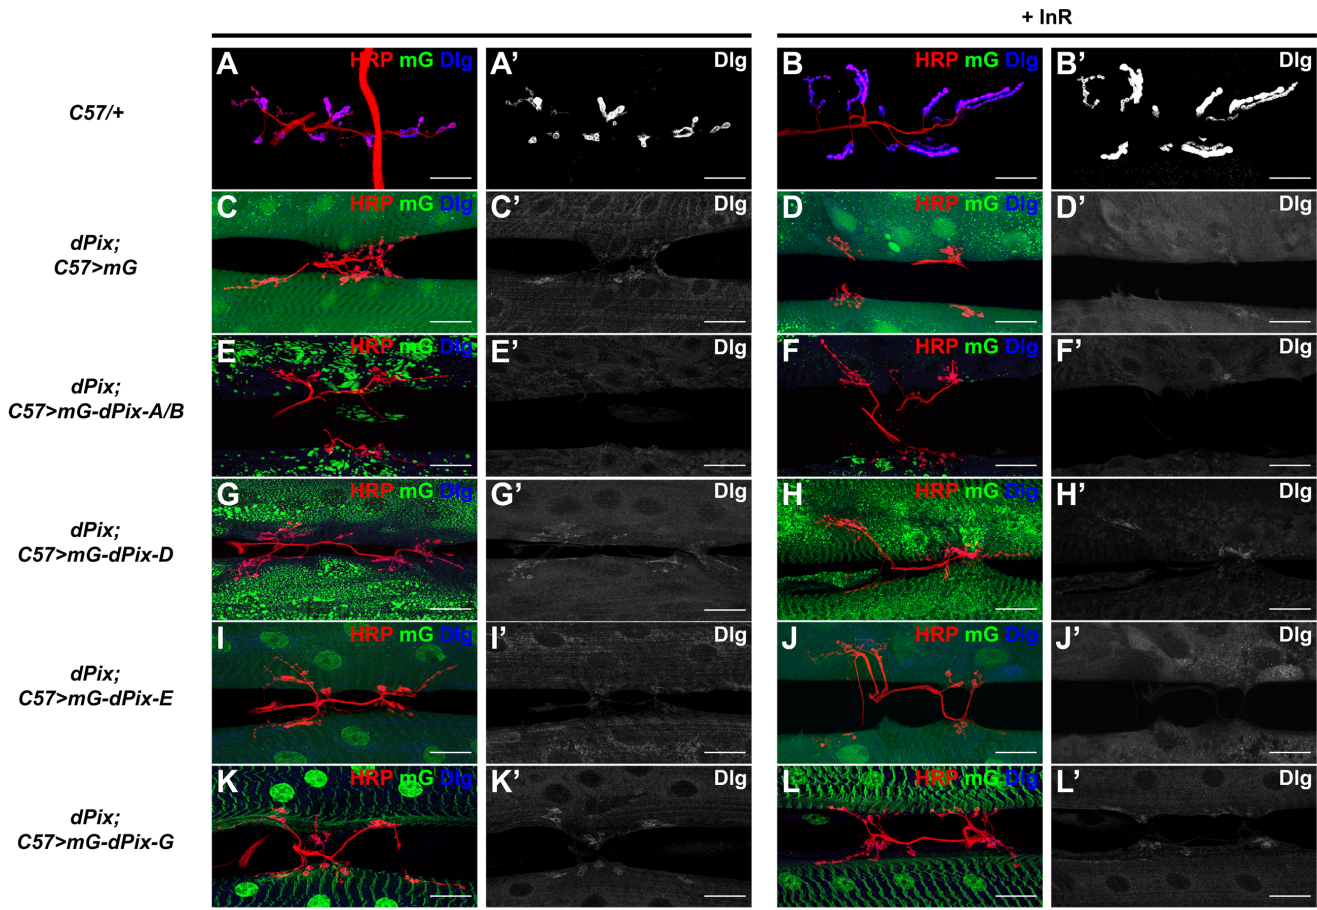 + InR
A HRP mG Dlg A’ Dlg B HRP mG Dlg B’ Dlg
C57/+
C HRP mG Dlg C’ Dlg D HRP mG Dlg D’ Dlg
dPix;
C57>mG
E HRP mG Dlg E’ Dlg F HRP mG Dlg F’ Dlg
dPix;
C57>mG-dPix-A/B
G HRP mG Dlg G’ Dlg H HRP mG Dlg H’ Dlg
dPix;
C57>mG-dPix-D
I HRP mG Dlg I’ Dlg J HRP mG Dlg J’ Dlg
dPix;
C57>mG-dPix-E
K HRP mG Dlg K’ Dlg L HRP mG Dlg L’ Dlg
dPix;
C57>mG-dPix-G